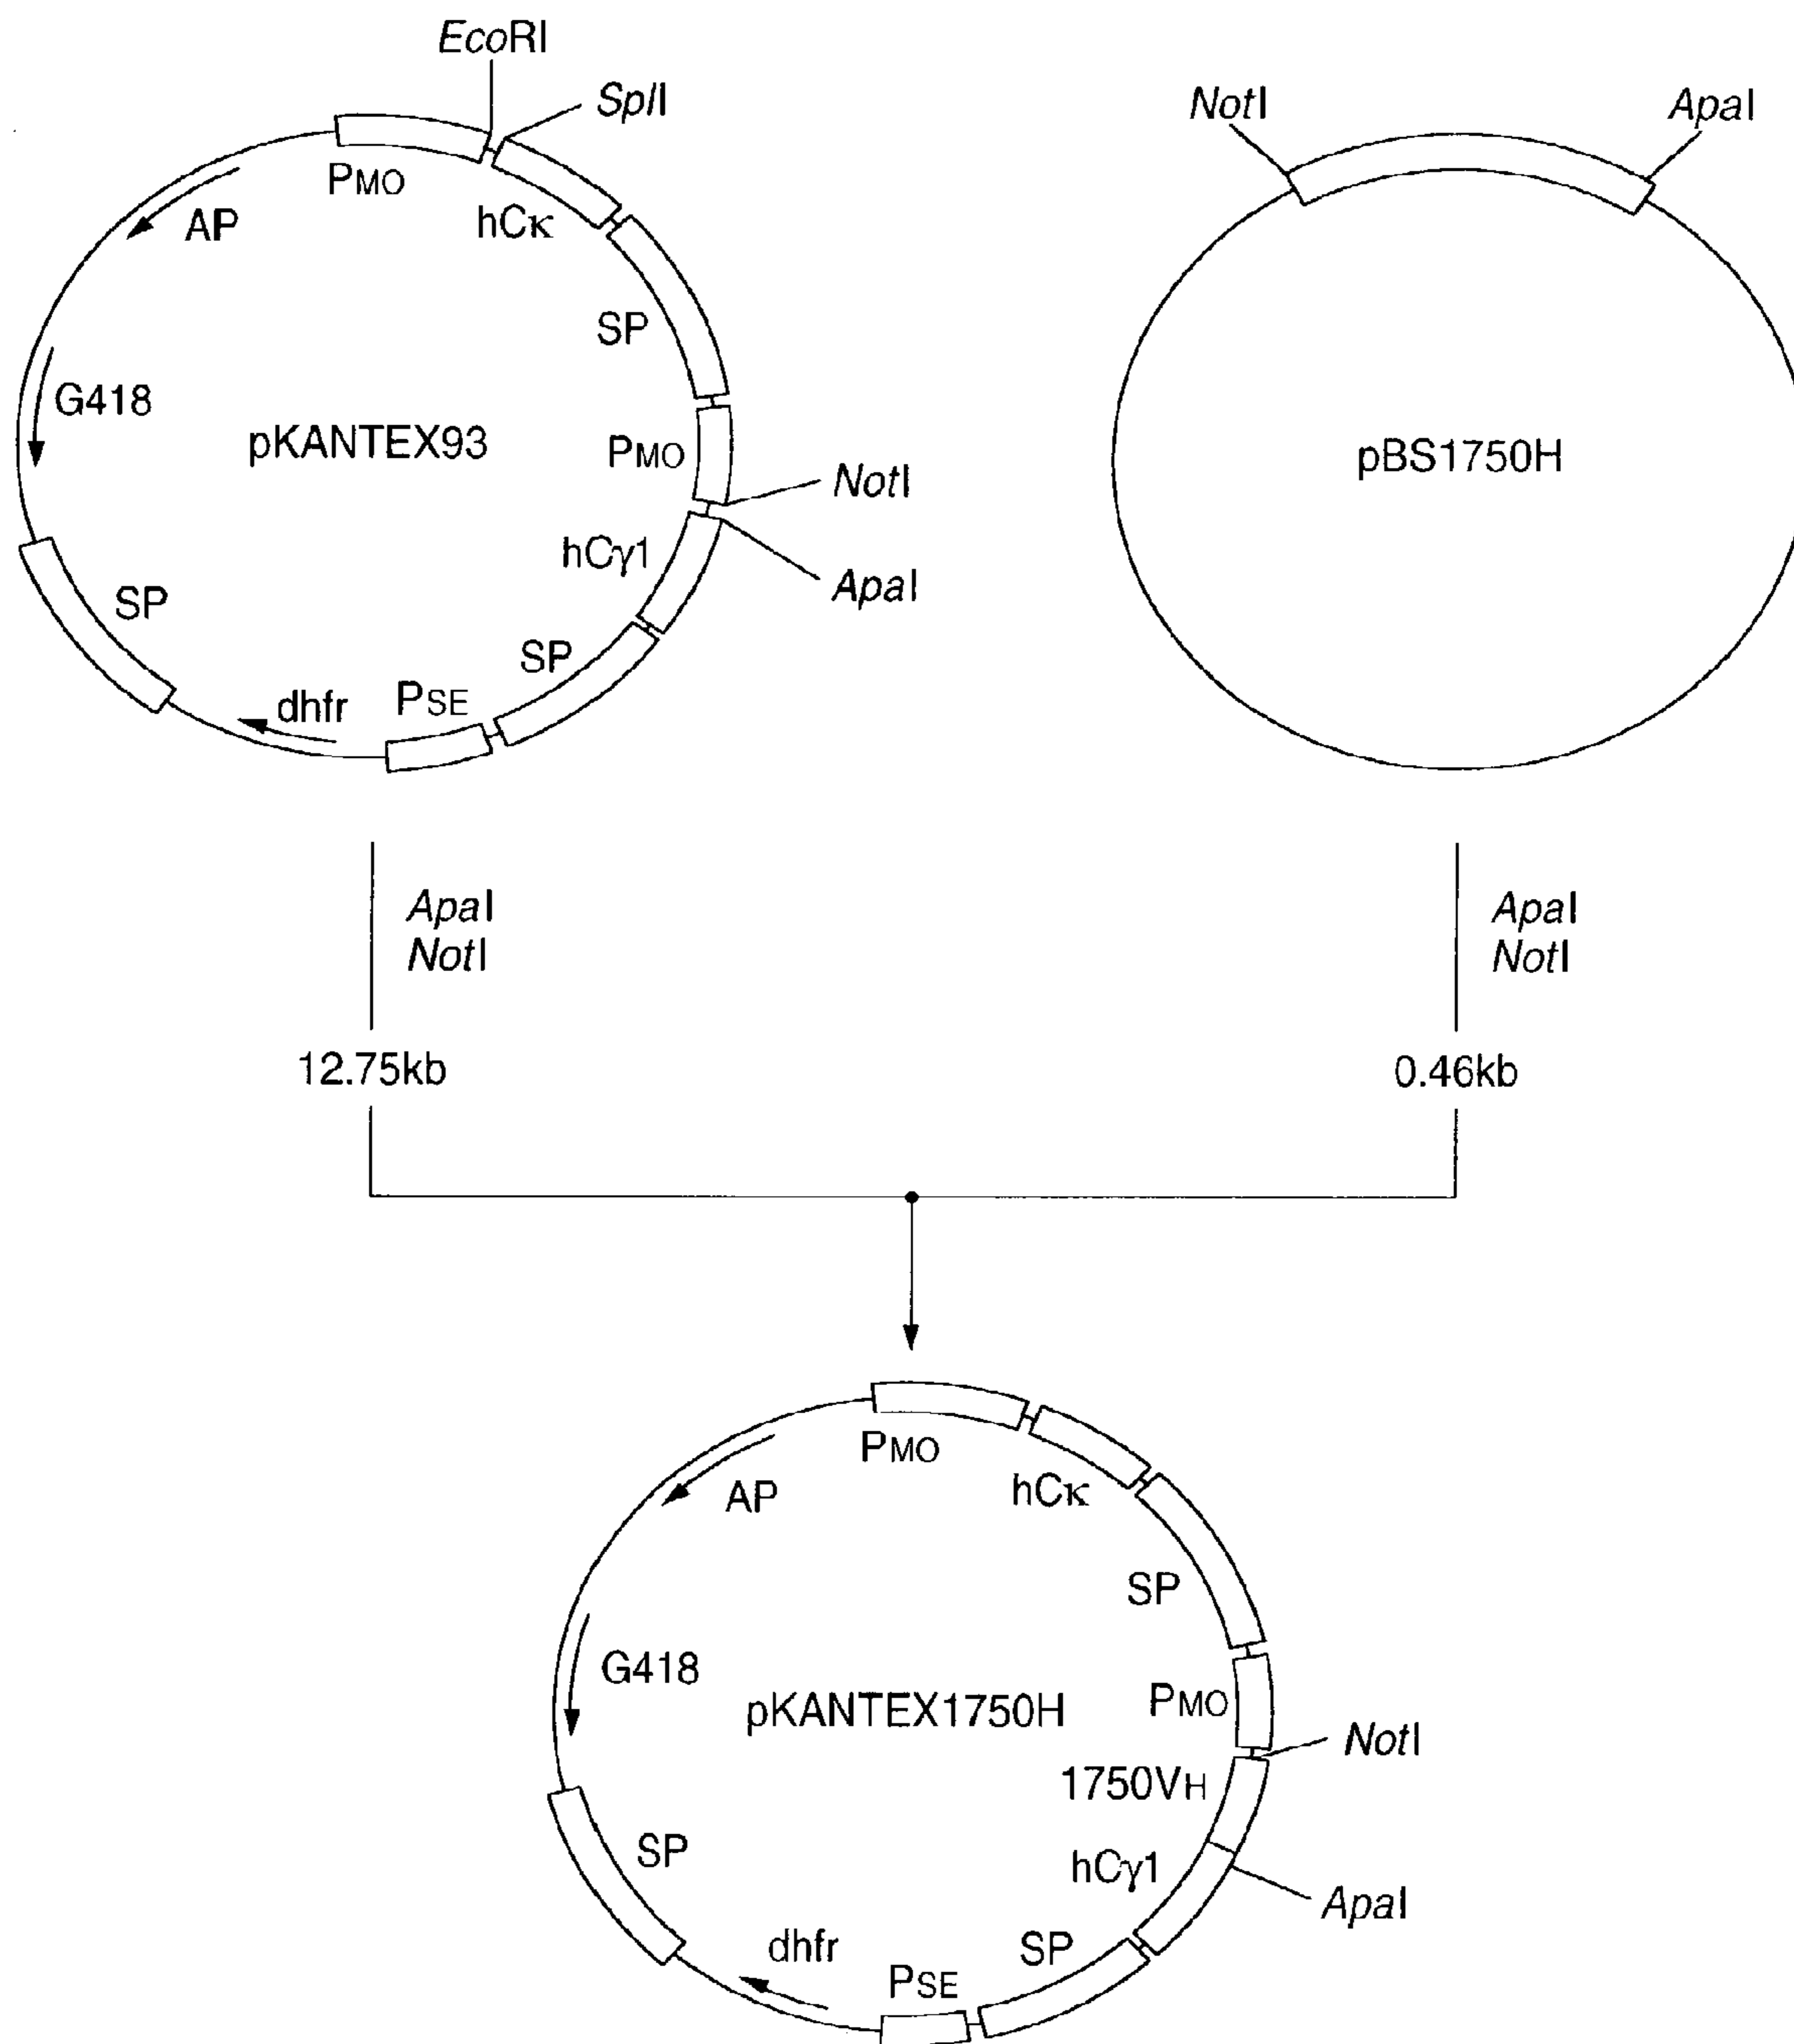 EcoRI
SplI
PMO
hCκ
AP
SP
G418
pKANTEX93
PMO
NotI
hCγ1
ApaI
SP
SP
PSE
dhfr
NotI
ApaI
pBS1750H
ApaI
NotI
12.75kb
ApaI
NotI
0.46kb
PMO
hCκ
AP
SP
G418
pKANTEX1750H
PMO
NotI
1750VH
hCγ1
ApaI
SP
SP
dhfr
PSE